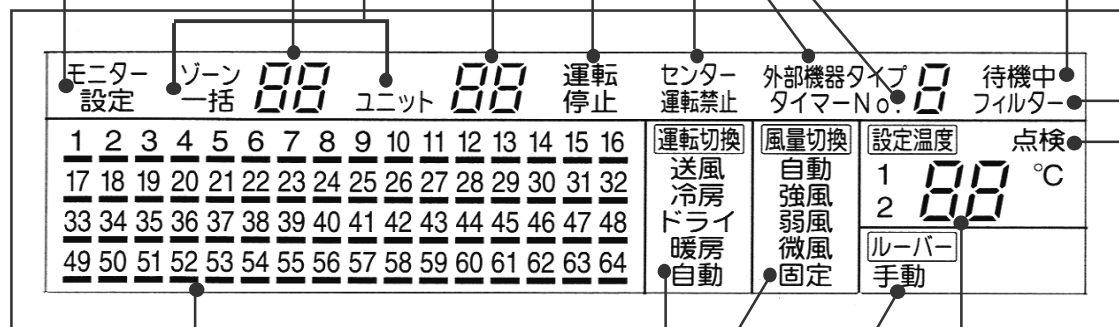 モニター ゾーン 88 88 運転 センター 外部機器タイプ 8 待機中
設定 一括 ユニット 停止 運転禁止 タイマーNo. フィルター
1 2 3 4 5 6 7 8 9 10 11 12 13 14 15 16 運転切換 風量切換 設定温度 点検
17 18 19 20 21 22 23 24 25 26 27 28 29 30 31 32 送風 自動 1 88 ℃
冷房 強風 2
33 34 35 36 37 38 39 40 41 42 43 44 45 46 47 48 ドライ 弱風
49 50 51 52 53 54 55 56 57 58 59 60 61 62 63 64 暖房 微風 ルーバー
自動 固定 手動